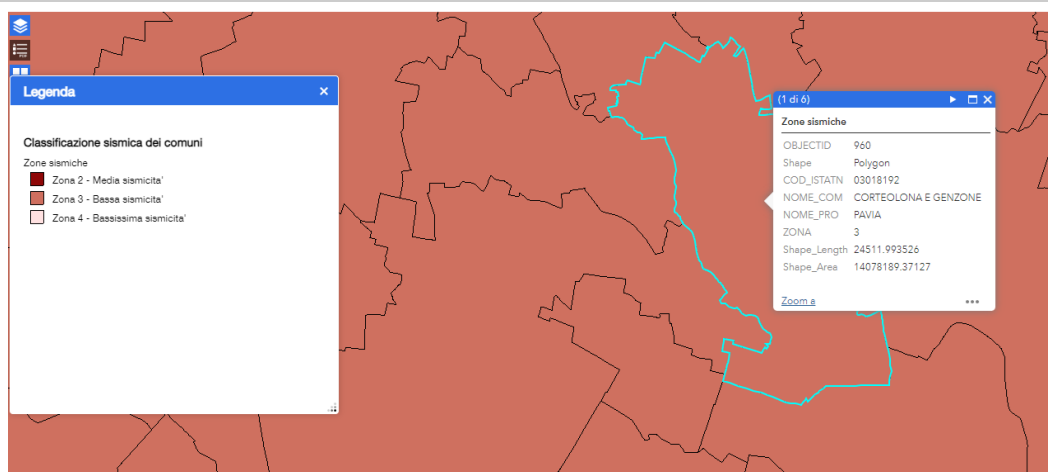 Legenda
Classificazione sismica dei comuni
Zone sismiche
Zona 2 - Media sismicita'
Zona 3 - Bassa sismicita'
Zona 4 - Bassissima sismicita'
(1 di 6)
Zone sismiche
OBJECTID 960
Shape Polygon
COD_ISTATN 03018192
NOME_COM CORTEOLONA E GENZONE
NOME_PRO PAVIA
ZONA 3
Shape_Length 24511.993526
Shape_Area 14078189.37127
Zoom a